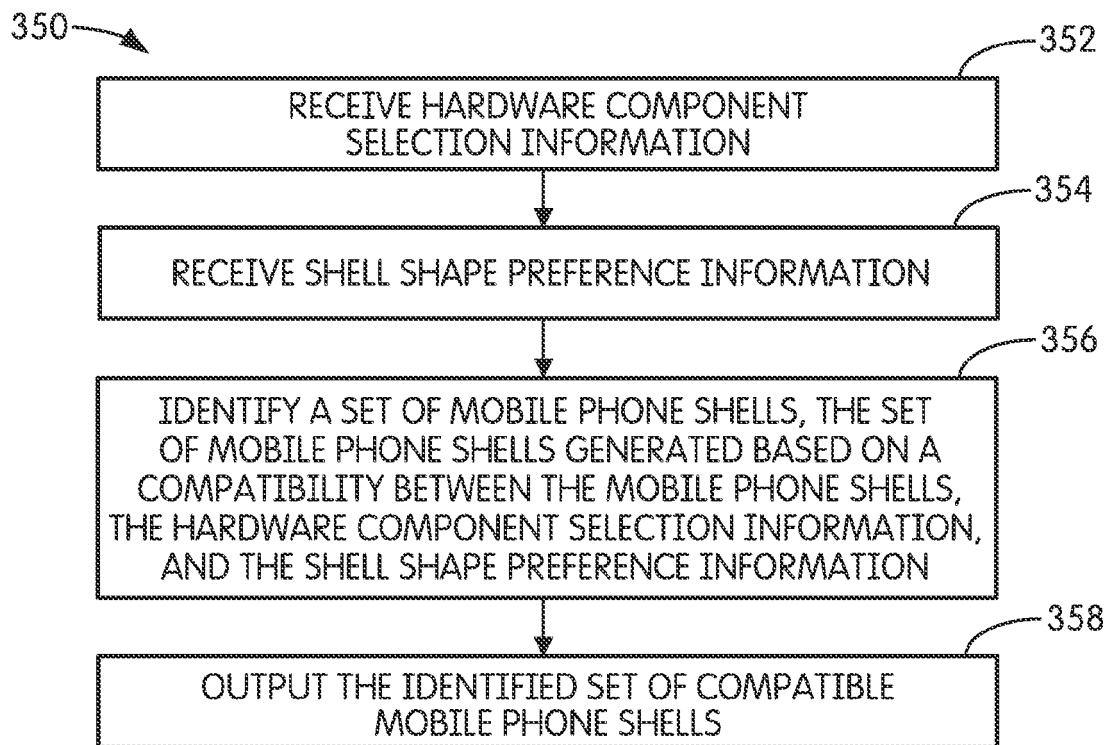 350
352
RECEIVE HARDWARE COMPONENT
SELECTION INFORMATION
354
RECEIVE SHELL SHAPE PREFERENCE INFORMATION
356
IDENTIFY A SET OF MOBILE PHONE SHELLS, THE SET
OF MOBILE PHONE SHELLS GENERATED BASED ON A
COMPATIBILITY BETWEEN THE MOBILE PHONE SHELLS,
THE HARDWARE COMPONENT SELECTION INFORMATION,
AND THE SHELL SHAPE PREFERENCE INFORMATION
358
OUTPUT THE IDENTIFIED SET OF COMPATIBLE
MOBILE PHONE SHELLS